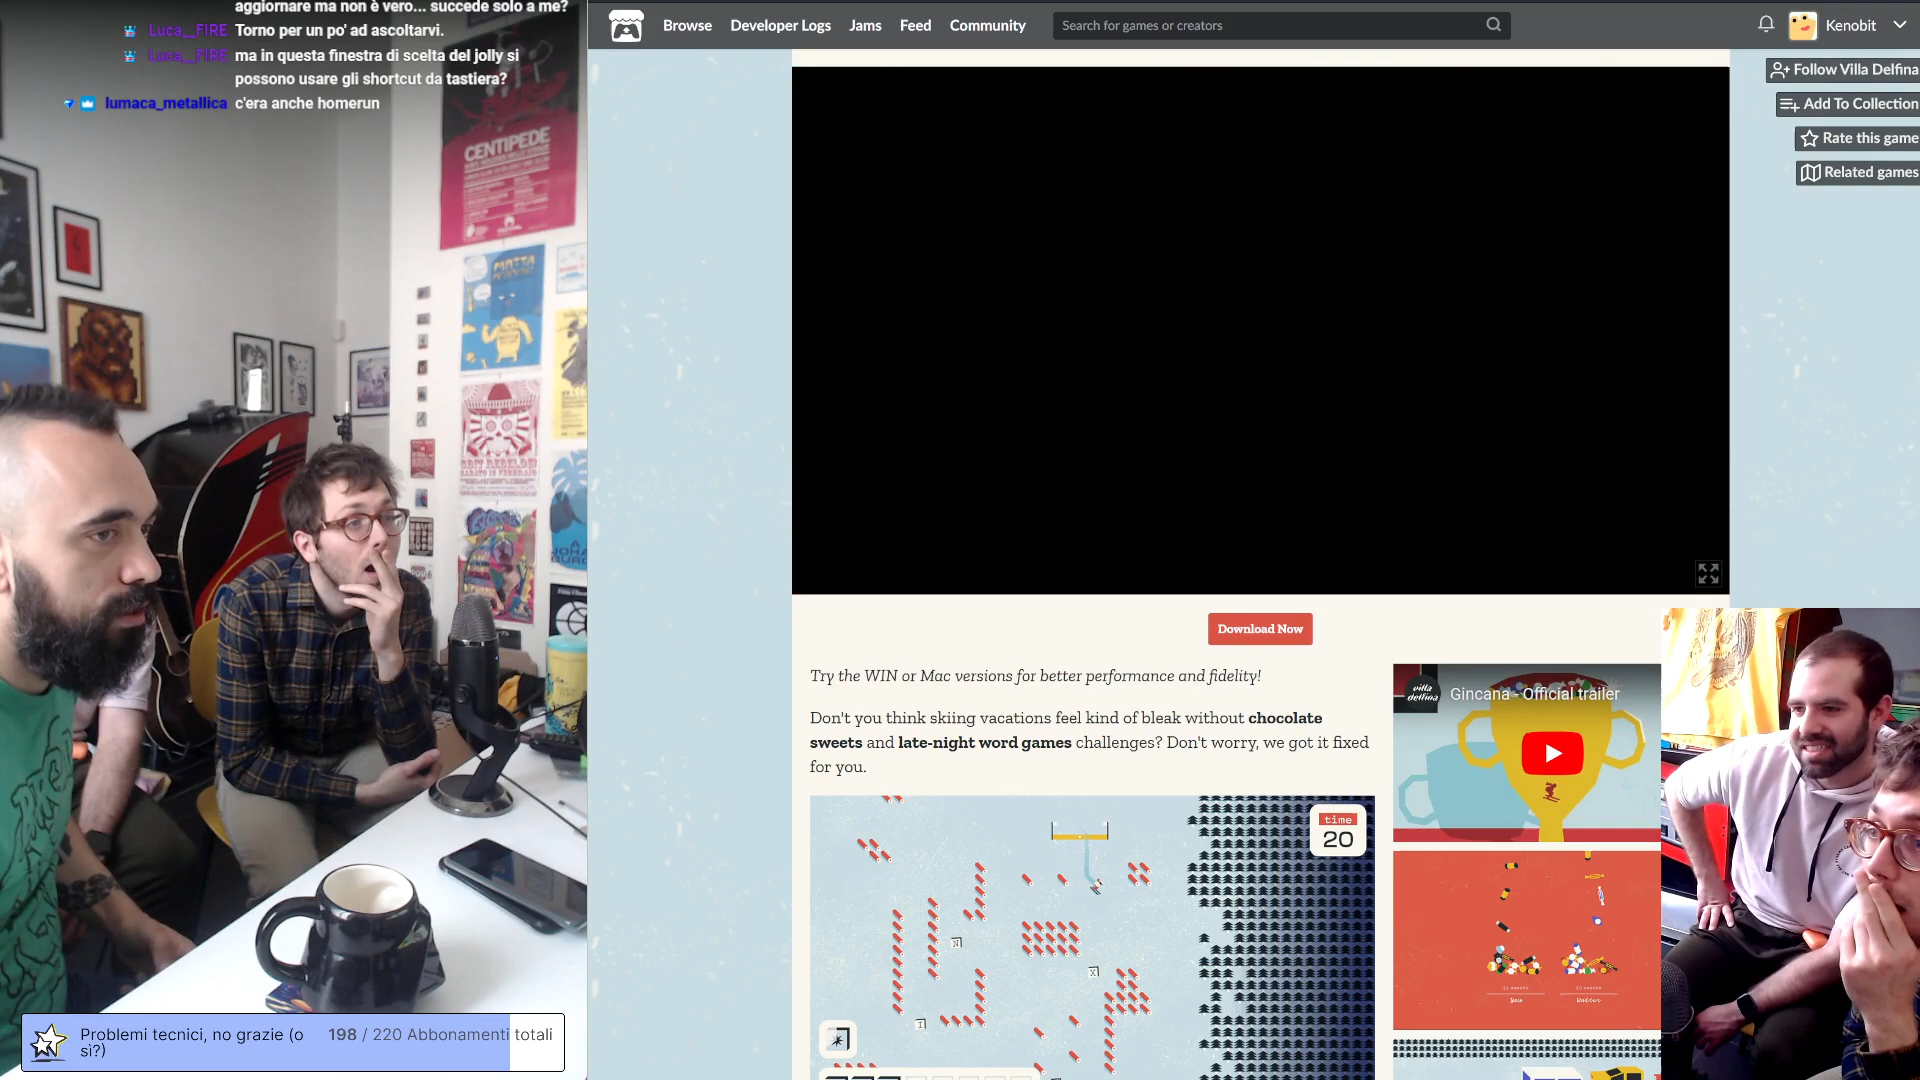 aggiornare ma non è vero... succede solo a me?
Luca__FIRE Torno per un po' ad ascoltarvi.
Luca__FIRE ma in questa finestra di scelta del jolly si
possono usare gli shortcut da tastiera?
lumaca_metallica c'era anche homerun
CENTIPEDE
MATTA
Problemi tecnici, no grazie (o
sì?)
198 / 220 Abbonamenti totali
Browse
Developer Logs
Jams
Feed
Community
Search for games or creators
Kenobit
Follow Villa Delfina
Add To Collection
Rate this game
Related games
Download Now
Try the WIN or Mac versions for better performance and fidelity!
Don't you think skiing vacations feel kind of bleak without chocolate
sweets and late-night word games challenges? Don't worry, we got it fixed
for you.
time
20
N
X
I
villa
delfina
Gincana - Official trailer